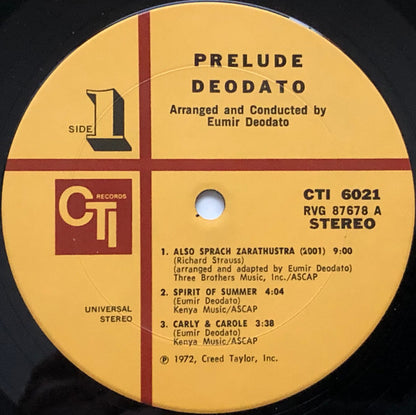 PRELUDE
DEODATO
Arranged and Conducted by
Eumir Deodato
SIDE 1
CTI RECORDS
CTI 6021
RVG 87678 A
STEREO
1. ALSO SPRACH ZARATHUSTRA (2001) 9:00
(Richard Strauss)
(arranged and adapted by Eumir Deodato)
Three Brothers Music, Inc./ASCAP
2. SPIRIT OF SUMMER 4:04
(Eumir Deodato)
Kenya Music/ASCAP
3. CARLY & CAROLE 3:38
(Eumir Deodato)
Kenya Music/ASCAP
UNIVERSAL
STEREO
℗ 1972, Creed Taylor, Inc.